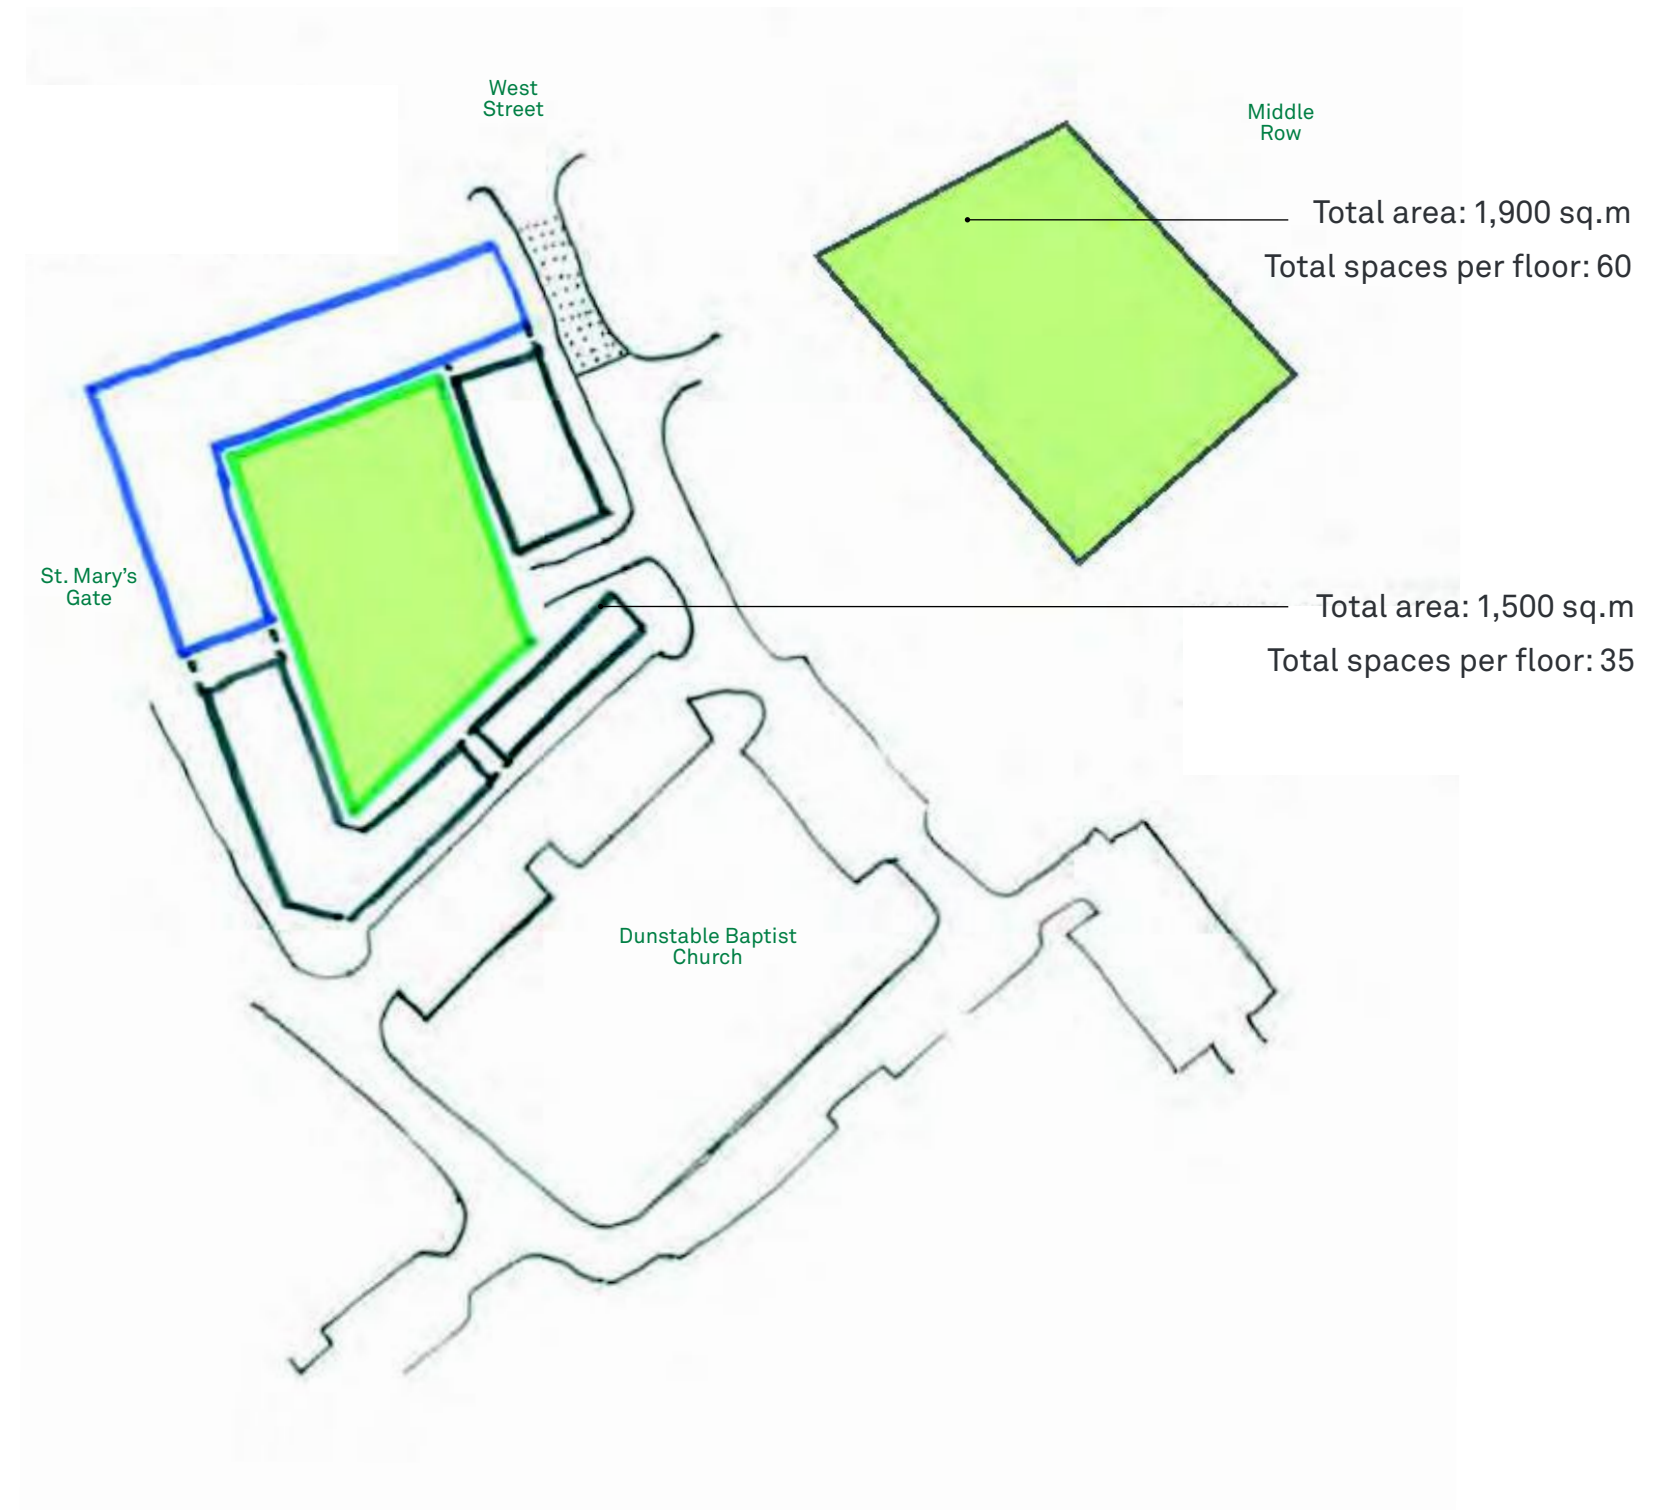 West
Street
Middle
Row
Total area: 1,900 sq.m
Total spaces per floor: 60
St. Mary's
Gate
Total area: 1,500 sq.m
Total spaces per floor: 35
Dunstable Baptist
Church